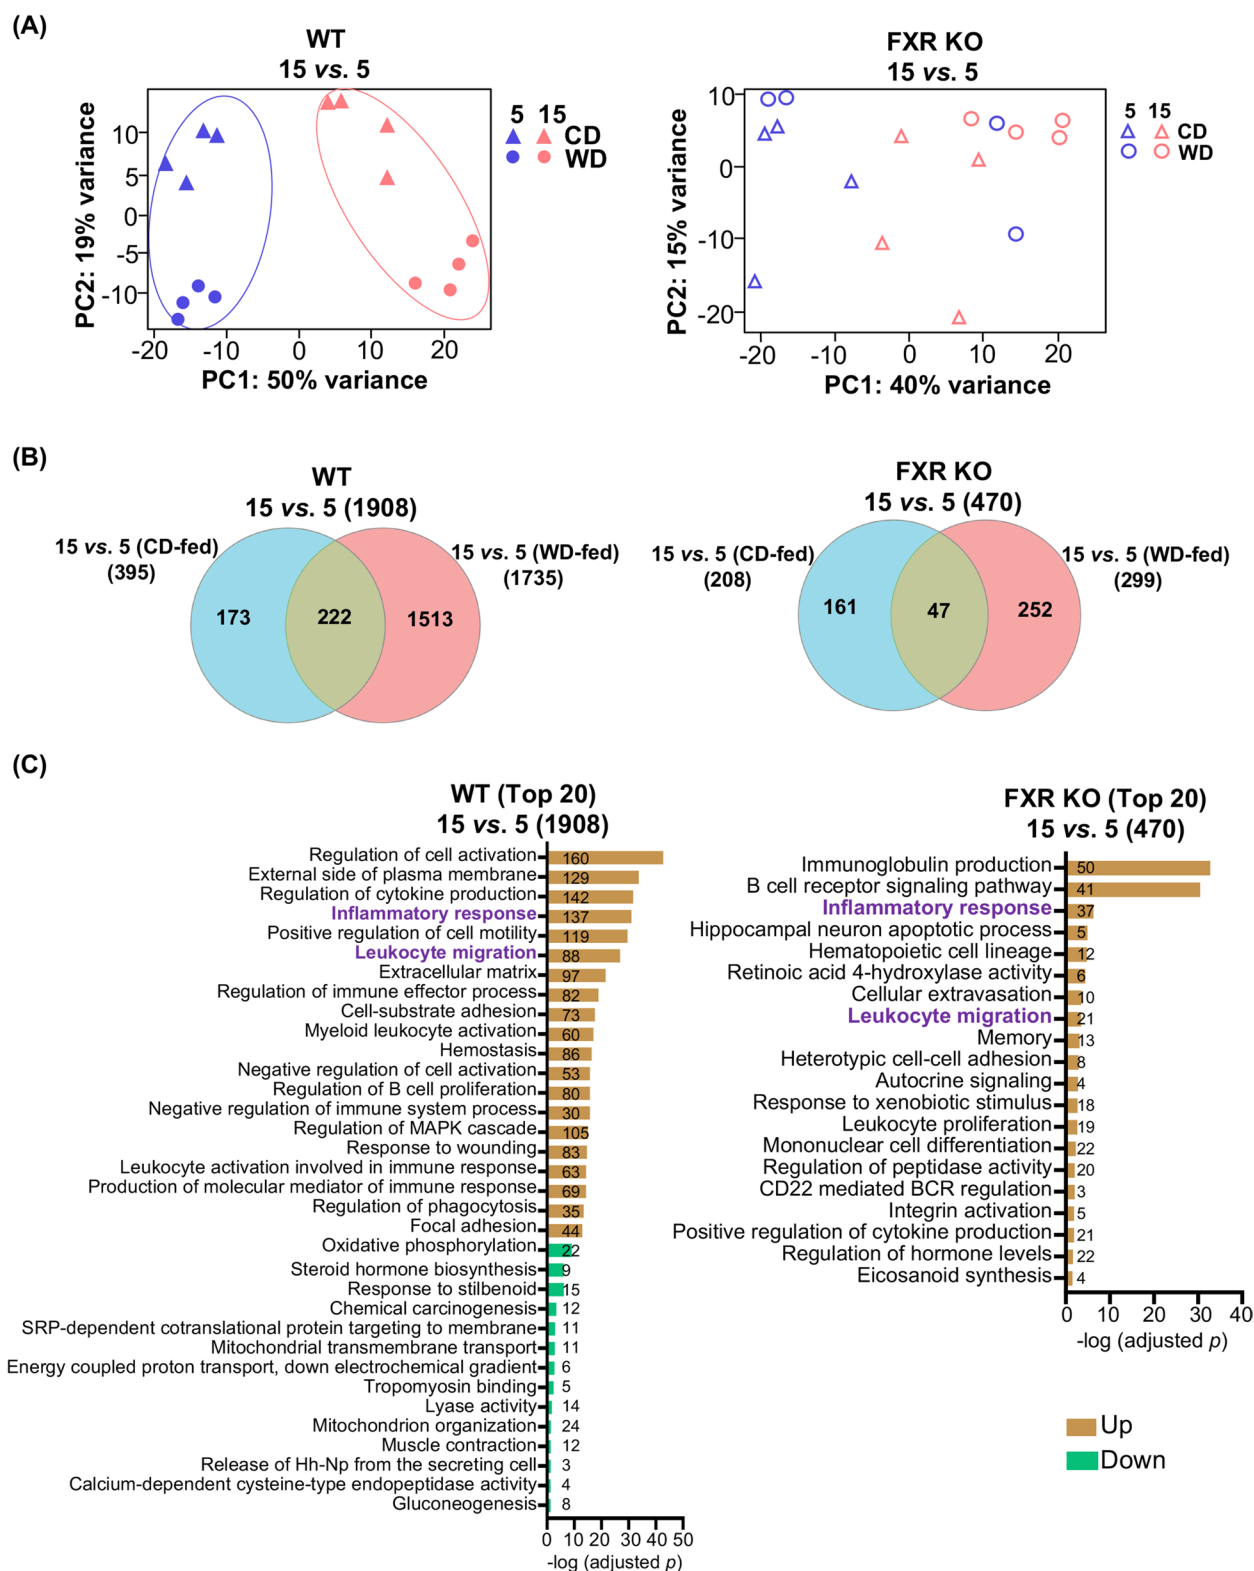 (A)
WT
15 vs. 5
10
5
0
-5
-10
PC2: 19% variance
-20 -10 0 10 20
PC1: 50% variance
5 15
CD
WD
FXR KO
15 vs. 5
10
0
-10
-20
PC2: 15% variance
-20 -10 0 10 20
PC1: 40% variance
5 15
CD
WD
(B)
WT
15 vs. 5 (1908)
15 vs. 5 (CD-fed)
(395)
15 vs. 5 (WD-fed)
(1735)
173 222 1513
FXR KO
15 vs. 5 (470)
15 vs. 5 (CD-fed)
(208)
15 vs. 5 (WD-fed)
(299)
161 47 252
(C)
WT (Top 20)
15 vs. 5 (1908)
Regulation of cell activation 160
External side of plasma membrane 129
Regulation of cytokine production 142
Inflammatory response 137
Positive regulation of cell motility 119
Leukocyte migration 88
Extracellular matrix 97
Regulation of immune effector process 82
Cell-substrate adhesion 73
Myeloid leukocyte activation 60
Hemostasis 86
Negative regulation of cell activation 53
Regulation of B cell proliferation 80
Negative regulation of immune system process 30
Regulation of MAPK cascade 105
Response to wounding 83
Leukocyte activation involved in immune response 63
Production of molecular mediator of immune response 69
Regulation of phagocytosis 35
Focal adhesion 44
Oxidative phosphorylation 22
Steroid hormone biosynthesis 9
Response to stilbenoid 15
Chemical carcinogenesis 12
SRP-dependent cotranslational protein targeting to membrane 11
Mitochondrial transmembrane transport 11
Energy coupled proton transport, down electrochemical gradient 6
Tropomyosin binding 5
Lyase activity 14
Mitochondrion organization 24
Muscle contraction 12
Release of Hh-Np from the secreting cell 3
Calcium-dependent cysteine-type endopeptidase activity 4
Gluconeogenesis 8
0 10 20 30 40 50
-log (adjusted p)
FXR KO (Top 20)
15 vs. 5 (470)
Immunoglobulin production 50
B cell receptor signaling pathway 41
Inflammatory response 37
Hippocampal neuron apoptotic process 5
Hematopoietic cell lineage 12
Retinoic acid 4-hydroxylase activity 6
Cellular extravasation 10
Leukocyte migration 21
Memory 13
Heterotypic cell-cell adhesion 8
Autocrine signaling 4
Response to xenobiotic stimulus 18
Leukocyte proliferation 19
Mononuclear cell differentiation 22
Regulation of peptidase activity 20
CD22 mediated BCR regulation 3
Integrin activation 5
Positive regulation of cytokine production 21
Regulation of hormone levels 22
Eicosanoid synthesis 4
0 10 20 30 40
-log (adjusted p)
Up
Down